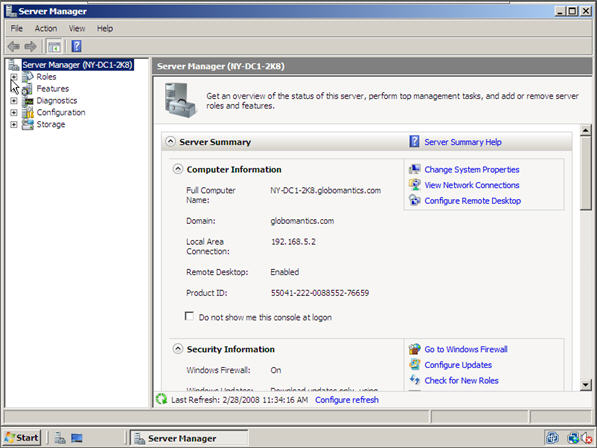 Server Manager
File Action View Help
Server Manager (NY-DC1-2K8)
Roles
Features
Diagnostics
Configuration
Storage
Server Manager (NY-DC1-2K8)
Get an overview of the status of this server, perform top management tasks, and add or remove server
roles and features.
Server Summary
Server Summary Help
Computer Information
Full Computer
Name:
NY-DC1-2K8.globomantics.com
Domain:
globomantics.com
Local Area
Connection:
192.168.5.2
Remote Desktop:
Enabled
Product ID:
55041-222-0088552-76659
Do not show me this console at logon
Change System Properties
View Network Connections
Configure Remote Desktop
Security Information
Windows Firewall:
On
Windows Updates:
Download updates only, using
Go to Windows Firewall
Configure Updates
Check for New Roles
Last Refresh: 2/28/2008 11:34:16 AM Configure refresh
Start
Server Manager